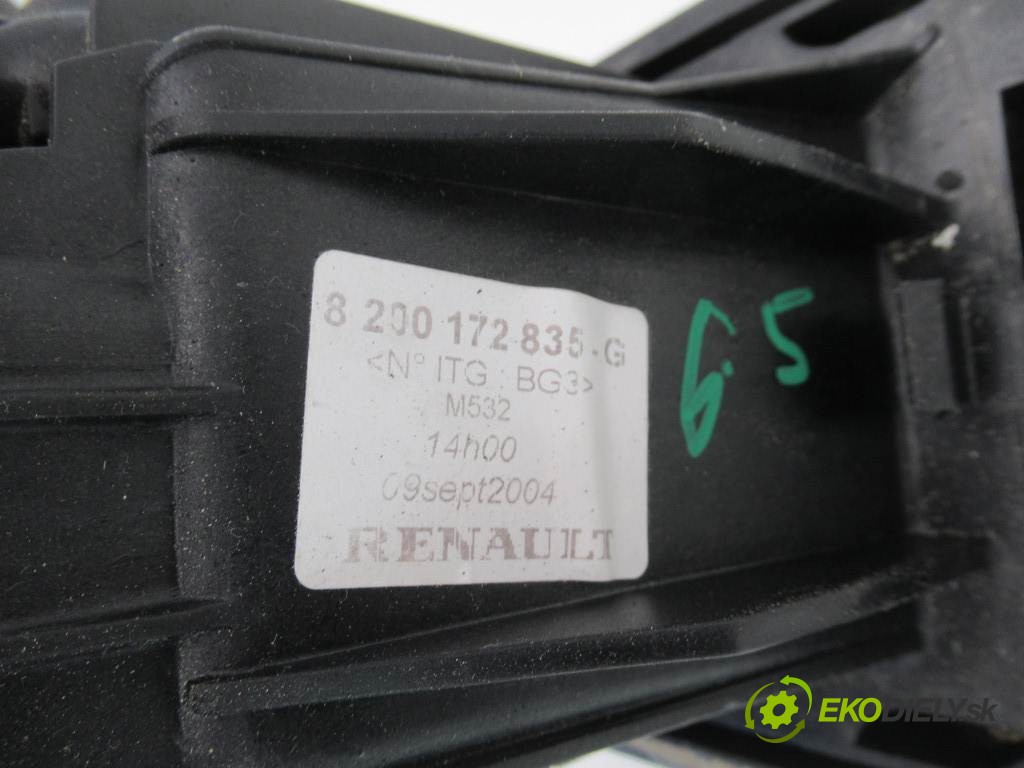 8 200 172 835-G
<N° ITG : BG3>
M532
14h00
09sept2004
RENAULT
6.5
EKODIELY.sk